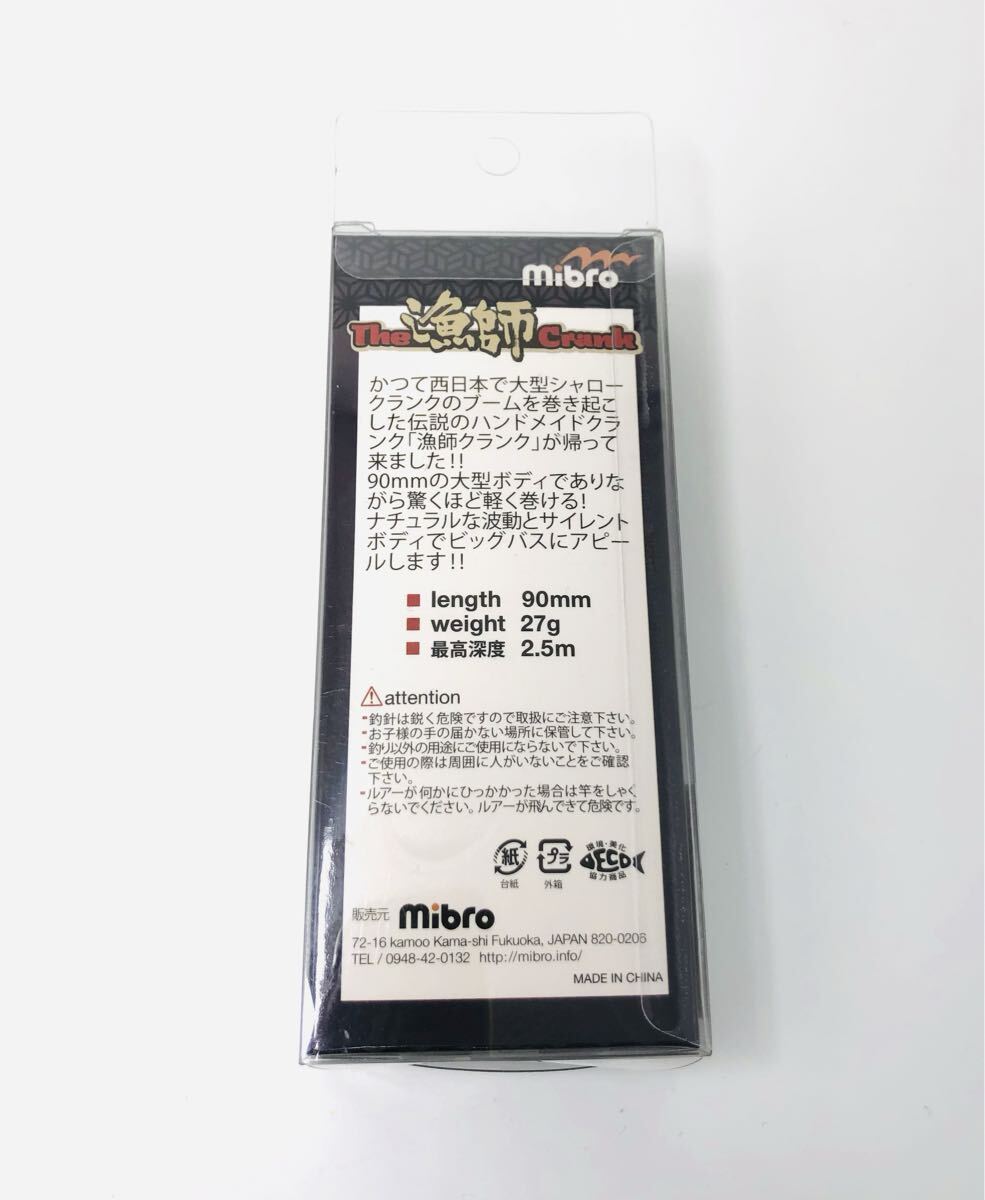 mibro
The 漁師 Crank
かつて西日本で大型シャロー
クランクのブームを巻き起こ
した伝説のハンドメイドクラ
ンク「漁師クランク」が帰って
来ました!!
90mmの大型ボディでありな
がら驚くほど軽く巻ける!
ナチュラルな波動とサイレント
ボディでビッグバスにアピー
ルします!!
■ length 90mm
■ weight 27g
■ 最高深度 2.5m
⚠attention
・釣針は鋭く危険ですので取扱にご注意下さい。
・お子様の手の届かない場所に保管して下さい。
・釣り以外の用途にご使用にならないで下さい。
・ご使用の際は周囲に人がいないことをご確認
下さい。
・ルアーが何かにひっかかった場合は竿をしゃく
らないでください。ルアーが飛んできて危険です。
紙 プラ 環境・美化
ECO
台紙 外箱 協力商品
販売元 mibro
72-16 kamoo Kama-shi Fukuoka, JAPAN 820-0206
TEL / 0948-42-0132 http://mibro.info/
MADE IN CHINA